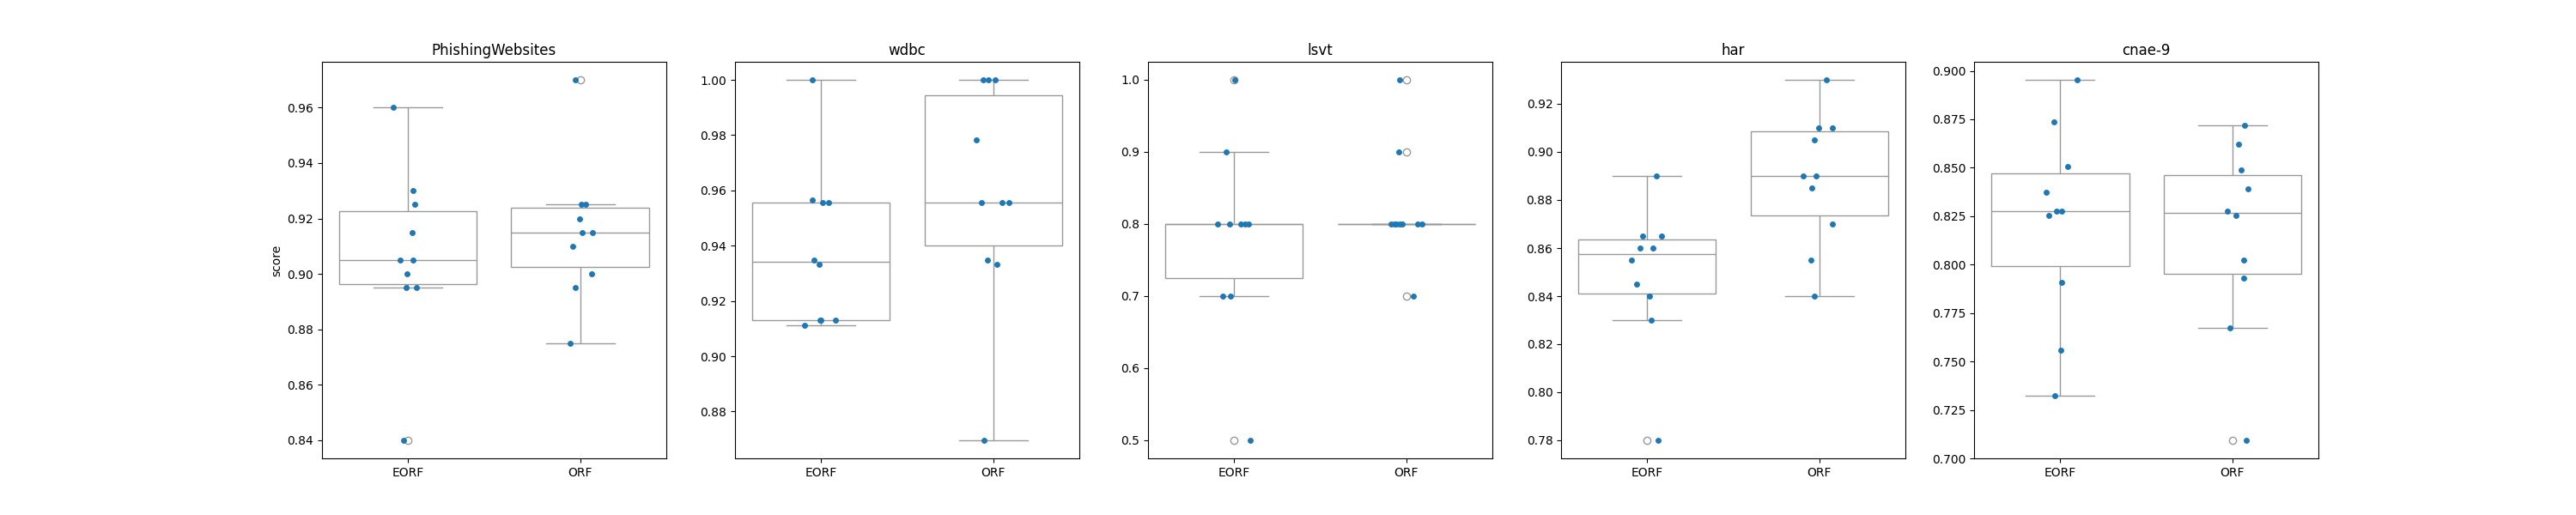 PhishingWebsites
wdbc
lsvt
har
cnae-9
score
0.96
0.94
0.92
0.90
0.88
0.86
0.84
EORF
ORF
1.00
0.98
0.96
0.94
0.92
0.90
0.88
EORF
ORF
1.0
0.9
0.8
0.7
0.6
0.5
EORF
ORF
0.92
0.90
0.88
0.86
0.84
0.82
0.80
0.78
EORF
ORF
0.900
0.875
0.850
0.825
0.800
0.775
0.750
0.725
0.700
EORF
ORF